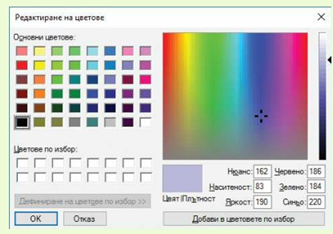 Редактиране на цветове
Основни цветове:
Цветове по избор:
Дефиниране на цветове по избор >>
OK
Отказ
Цвят|Плътност
Нюанс: 162
Наситеност: 83
Яркост: 190
Червено: 186
Зелено: 184
Синьо: 220
Добави в цветовете по избор